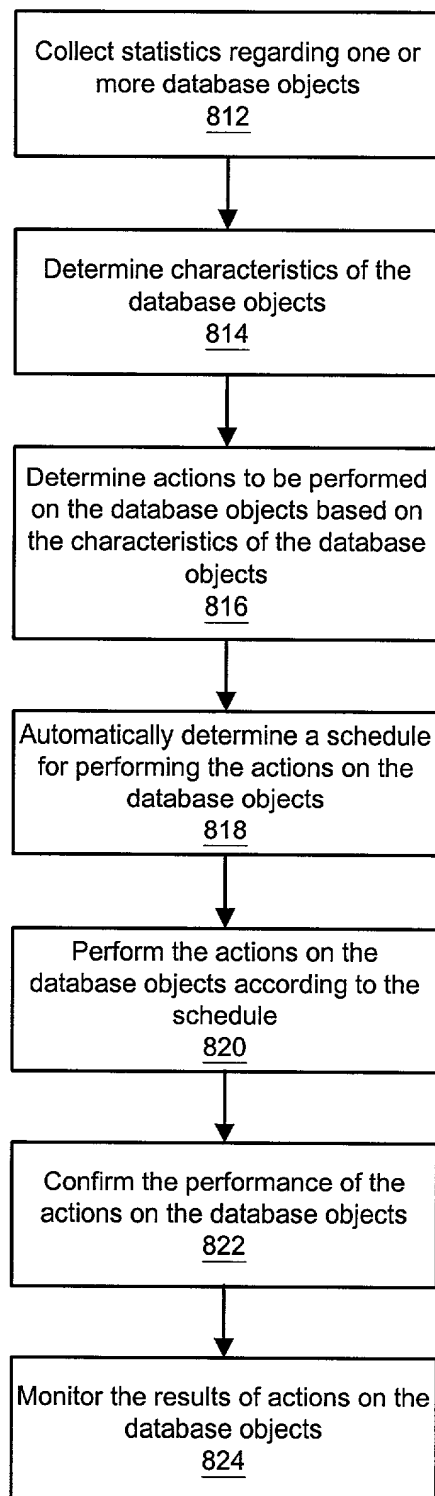 Collect statistics regarding one or
more database objects
812
Determine characteristics of the
database objects
814
Determine actions to be performed
on the database objects based on
the characteristics of the database
objects
816
Automatically determine a schedule
for performing the actions on the
database objects
818
Perform the actions on the
database objects according to the
schedule
820
Confirm the performance of the
actions on the database objects
822
Monitor the results of actions on the
database objects
824